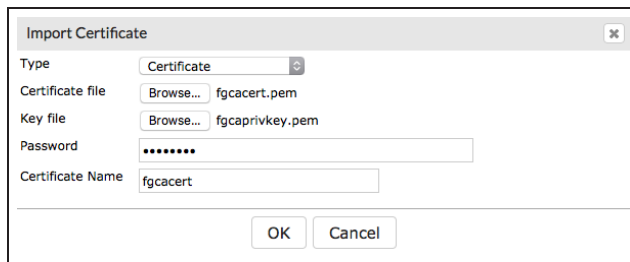 Import Certificate
Type Certificate
Certificate file Browse... fgcacert.pem
Key file Browse... fgcaprivkey.pem
Password ••••••••
Certificate Name fgcacert
OK Cancel